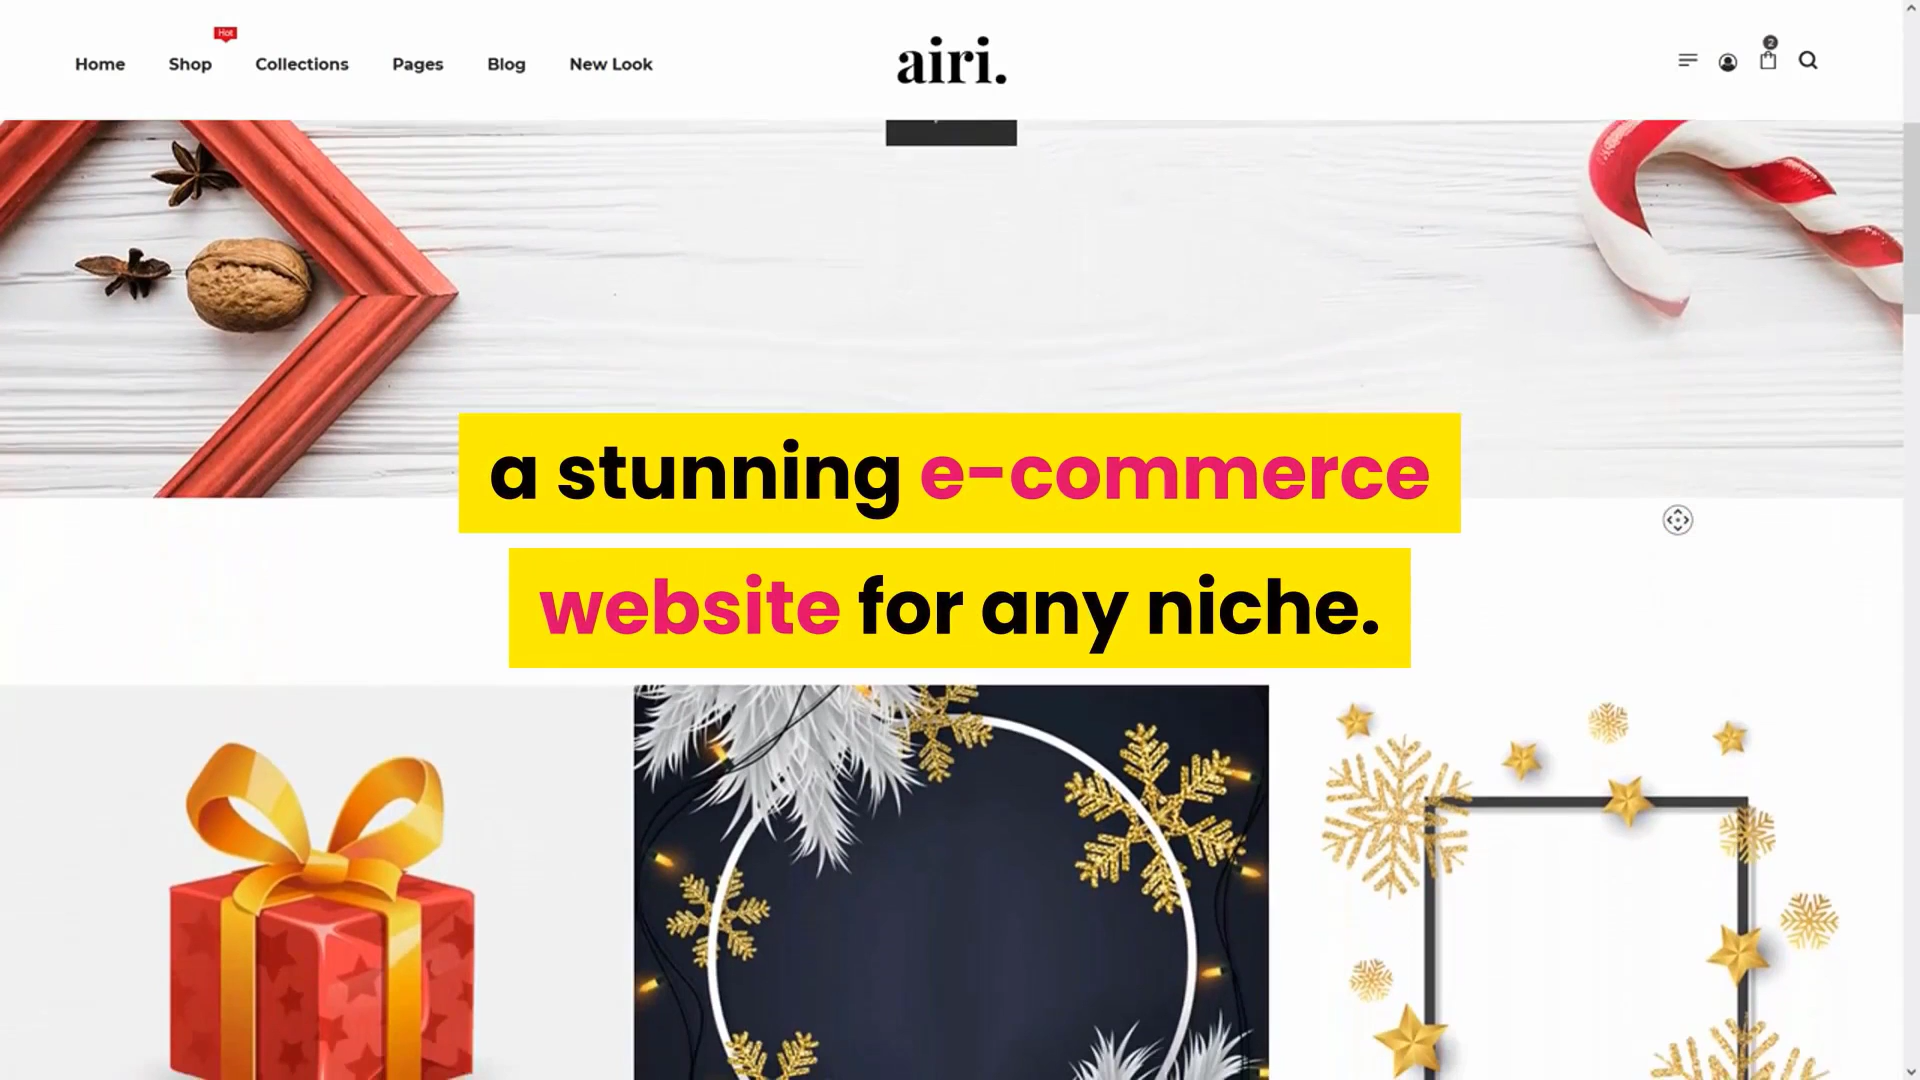 Hot
Home Shop Collections Pages Blog New Look
airi.
2
a stunning e-commerce
website for any niche.